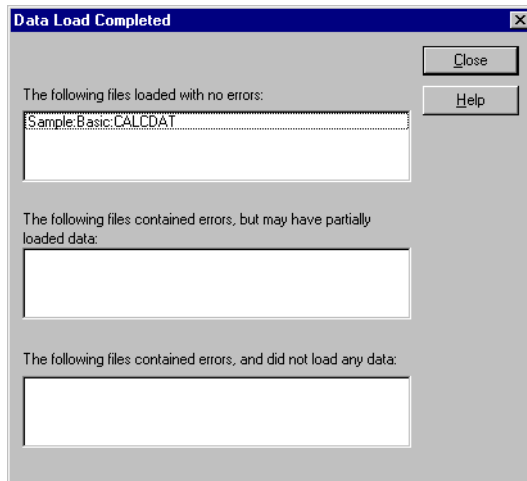 Data Load Completed
Close
The following files loaded with no errors:
Help
Sample:Basic:CALCDAT
The following files contained errors, but may have partially
loaded data:
The following files contained errors, and did not load any data: